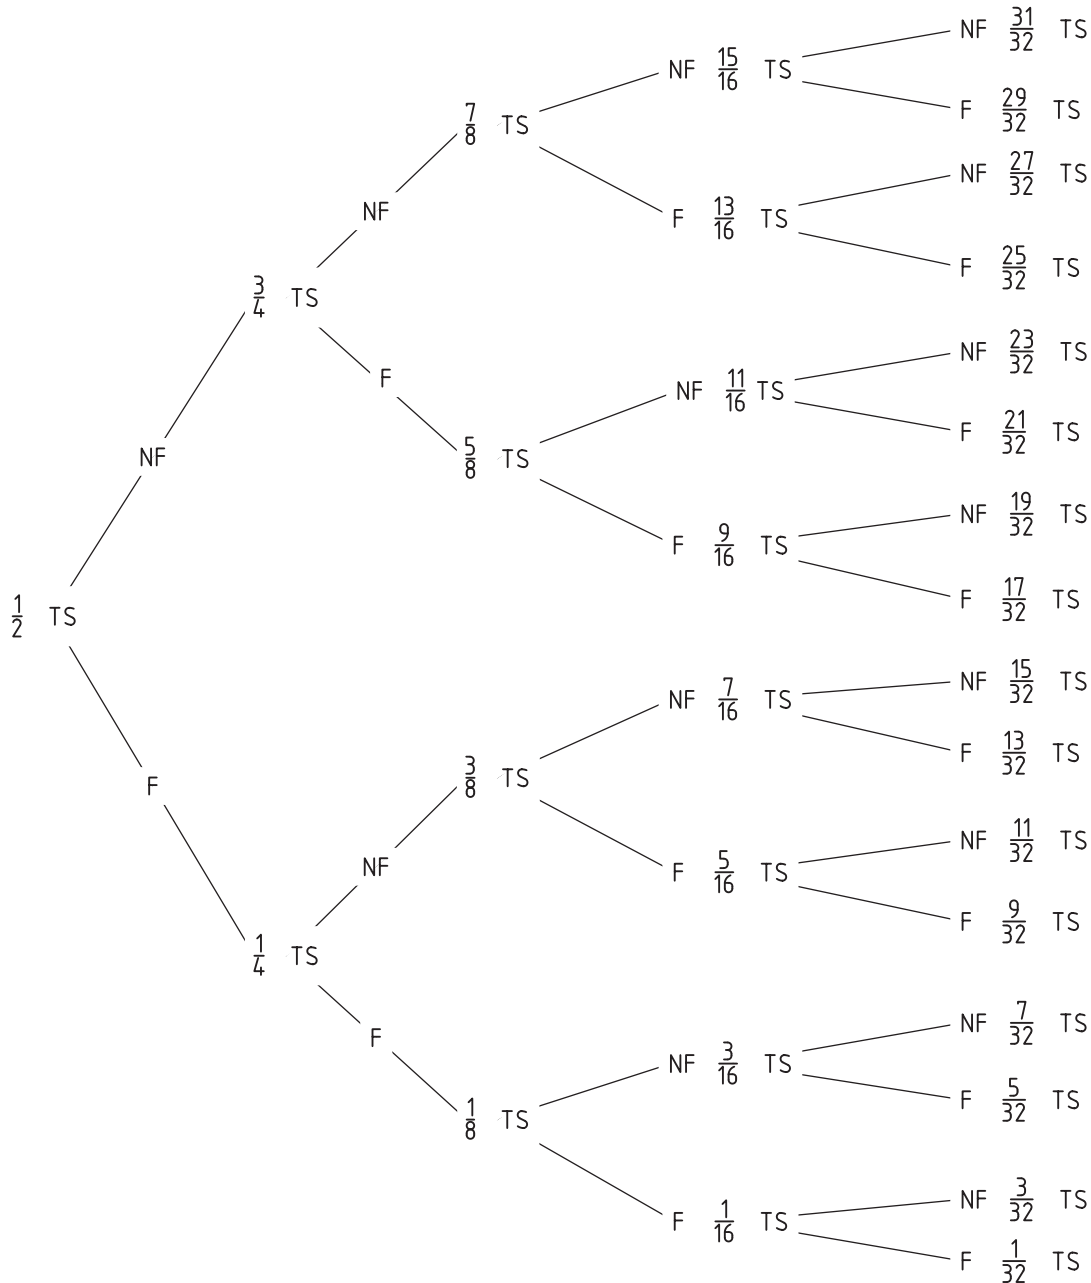 NF 31/32 TS
NF 15/16 TS
F 29/32 TS
7/8 TS
NF 27/32 TS
NF
F 13/16 TS
F 25/32 TS
3/4 TS
NF 23/32 TS
F
NF 11/16 TS
F 21/32 TS
NF
5/8 TS
NF 19/32 TS
F 9/16 TS
F 17/32 TS
1/2 TS
NF 15/32 TS
NF 7/16 TS
F 13/32 TS
3/8 TS
F
NF 11/32 TS
NF
F 5/16 TS
F 9/32 TS
1/4 TS
NF 7/32 TS
F
NF 3/16 TS
F 5/32 TS
1/8 TS
NF 3/32 TS
F 1/16 TS
F 1/32 TS